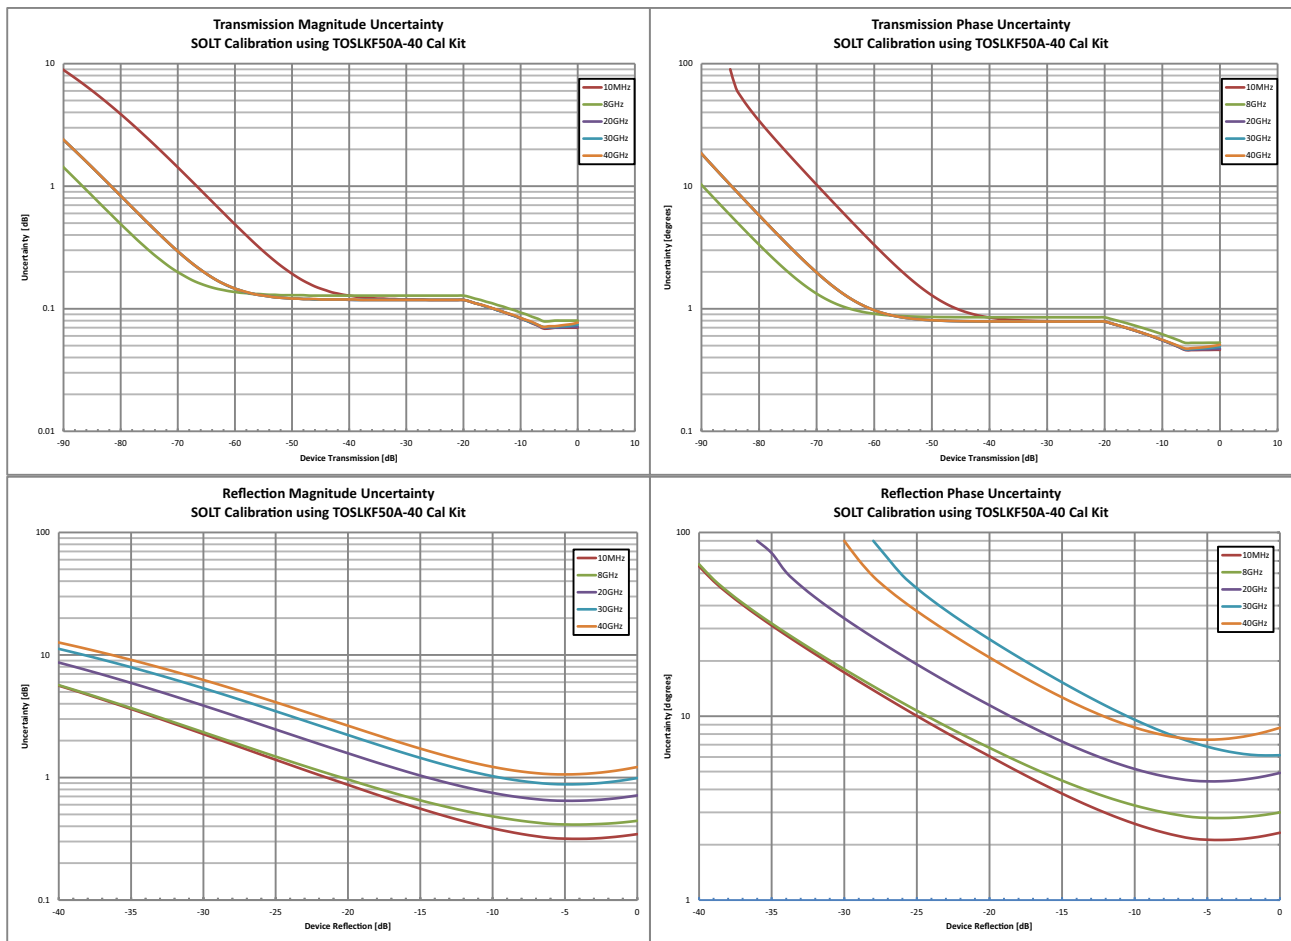 Transmission Magnitude Uncertainty
SOLT Calibration using TOSLKF50A-40 Cal Kit
10
1
0.1
0.01
Uncertainty [dB]
-90 -80 -70 -60 -50 -40 -30 -20 -10 0 10
Device Transmission [dB]
10MHz
8GHz
20GHz
30GHz
40GHz
Transmission Phase Uncertainty
SOLT Calibration using TOSLKF50A-40 Cal Kit
100
10
1
0.1
Uncertainty [degrees]
-90 -80 -70 -60 -50 -40 -30 -20 -10 0 10
Device Transmission [dB]
10MHz
8GHz
20GHz
30GHz
40GHz
Reflection Magnitude Uncertainty
SOLT Calibration using TOSLKF50A-40 Cal Kit
100
10
1
0.1
Uncertainty [dB]
-40 -35 -30 -25 -20 -15 -10 -5 0
Device Reflection [dB]
10MHz
8GHz
20GHz
30GHz
40GHz
Reflection Phase Uncertainty
SOLT Calibration using TOSLKF50A-40 Cal Kit
100
10
1
Uncertainty [degrees]
-40 -35 -30 -25 -20 -15 -10 -5 0
Device Reflection [dB]
10MHz
8GHz
20GHz
30GHz
40GHz